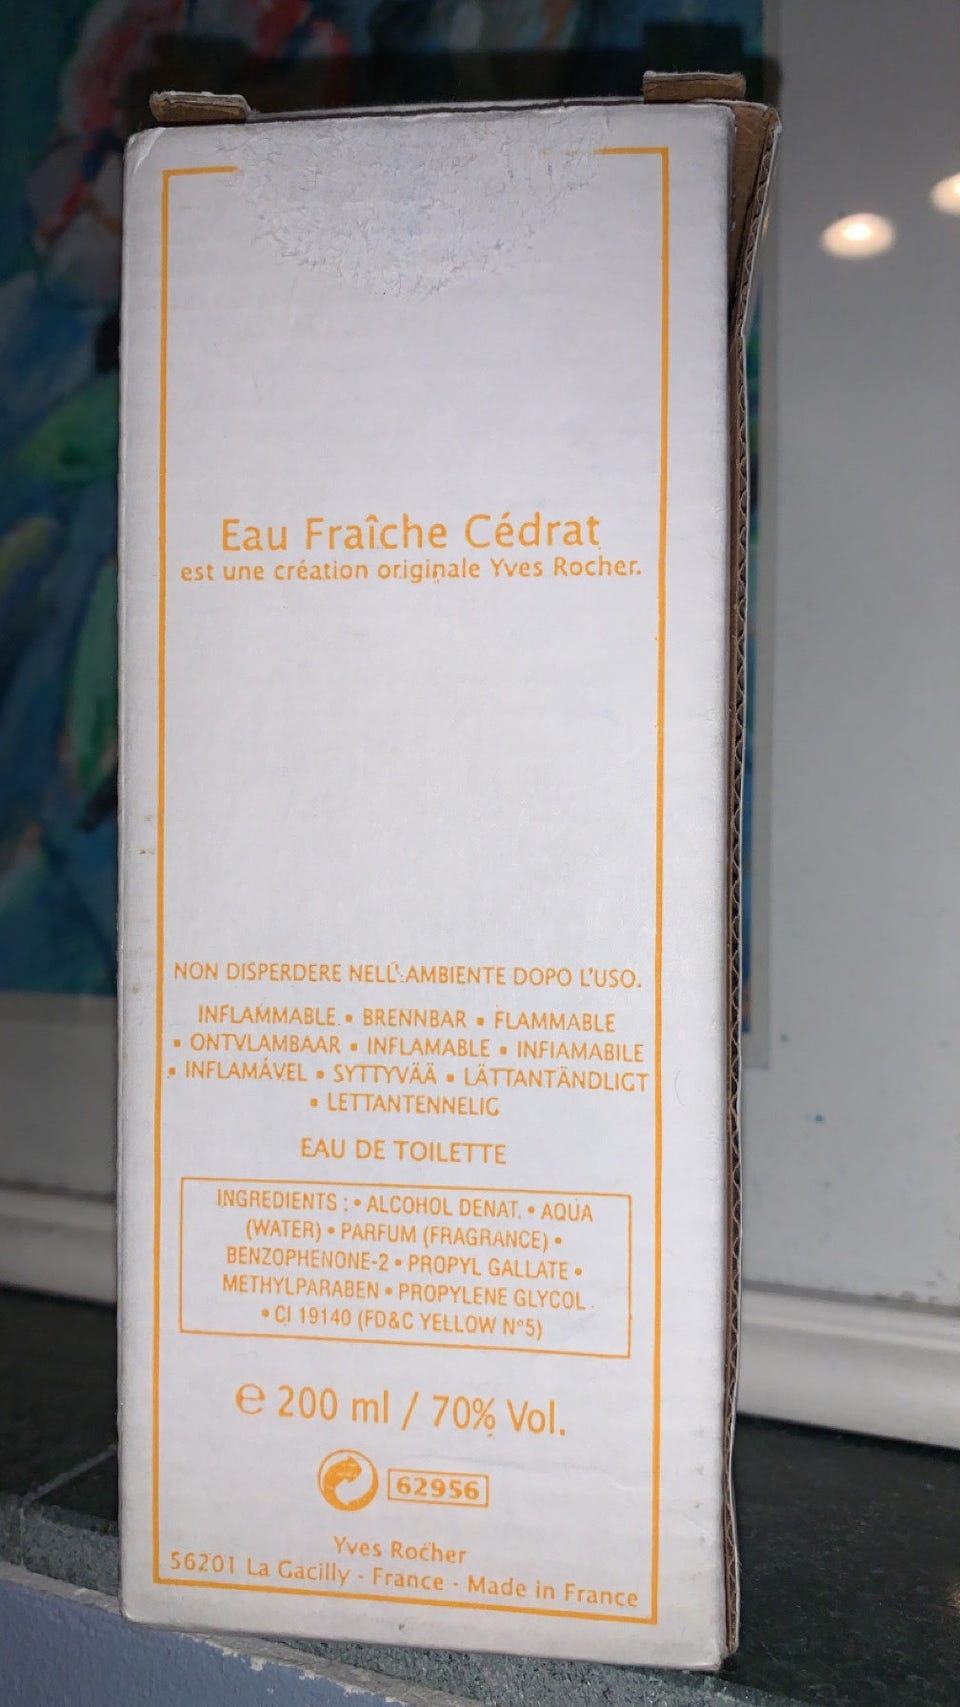 Eau Fraîche Cédrat
est une création originale Yves Rocher.
NON DISPERDERE NELL'AMBIENTE DOPO L'USO.
INFLAMMABLE. ▪ BRENNBAR ▪ FLAMMABLE
▪ ONTVLAMBAAR ▪ INFLAMABLE ▪ INFIAMABILE
▪ INFLAMÁVEL ▪ SYTTYVÄÄ ▪ LÄTTANTÄNDLIGT
▪ LETTANTENNELIG
EAU DE TOILETTE
INGREDIENTS : • ALCOHOL DENAT. • AQUA
(WATER) • PARFUM (FRAGRANCE) •
BENZOPHENONE-2 • PROPYL GALLATE •
METHYLPARABEN • PROPYLENE GLYCOL
• CI 19140 (FD&C YELLOW N°5)
℮ 200 ml / 70% Vol.
62956
Yves Rocher
56201 La Gacilly - France - Made in France